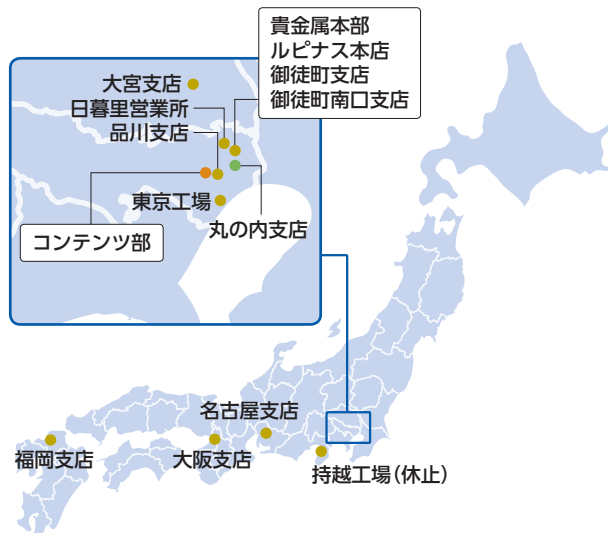 貴金属本部
ルピナス本店
御徒町支店
御徒町南口支店
大宮支店
日暮里営業所
品川支店
東京工場
丸の内支店
コンテンツ部
名古屋支店
福岡支店
大阪支店
持越工場(休止)